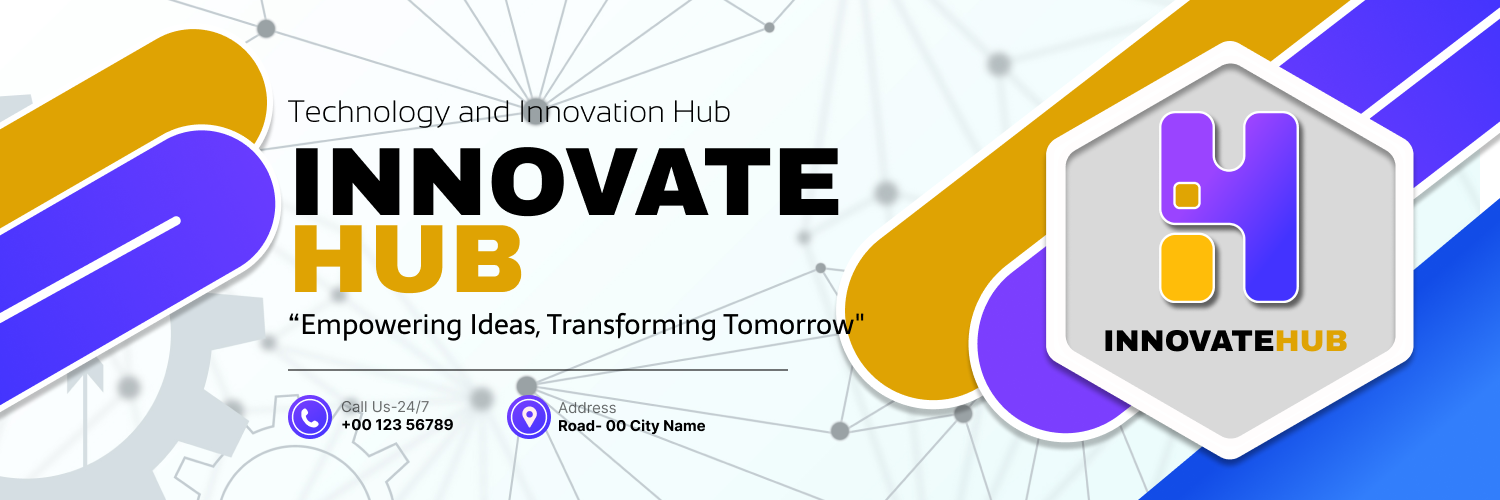 Technology and Innovation Hub
INNOVATE
HUB
“Empowering Ideas, Transforming Tomorrow"
Call Us-24/7
+00 123 56789
Address
Road- 00 City Name
INNOVATEHUB